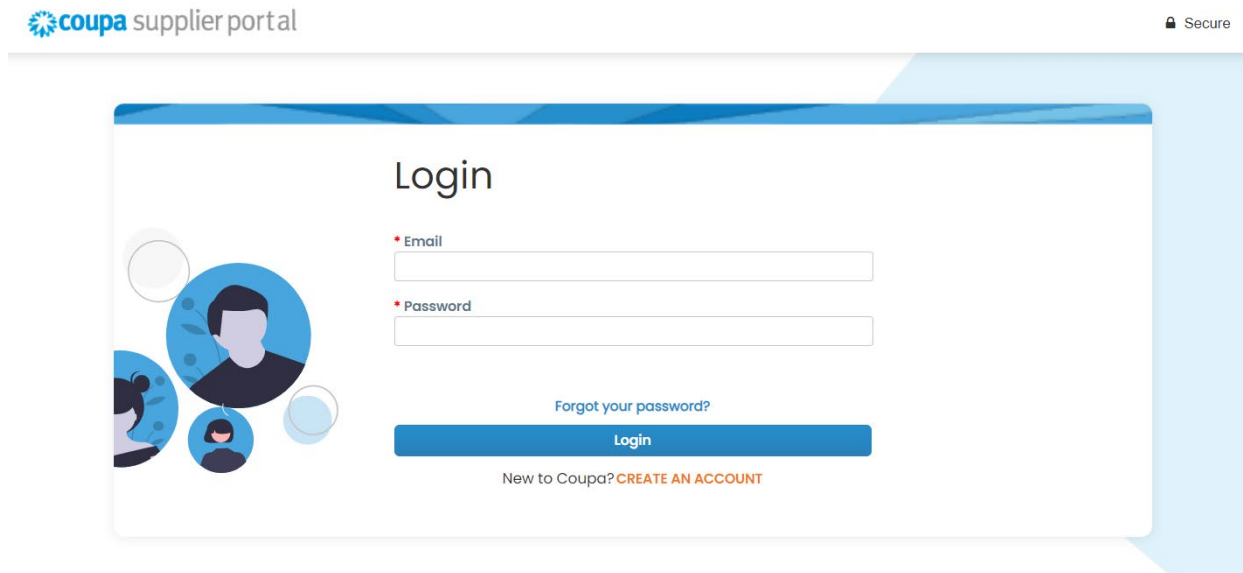 coupa supplier portal
Secure
Login
* Email
* Password
Forgot your password?
Login
New to Coupa? CREATE AN ACCOUNT